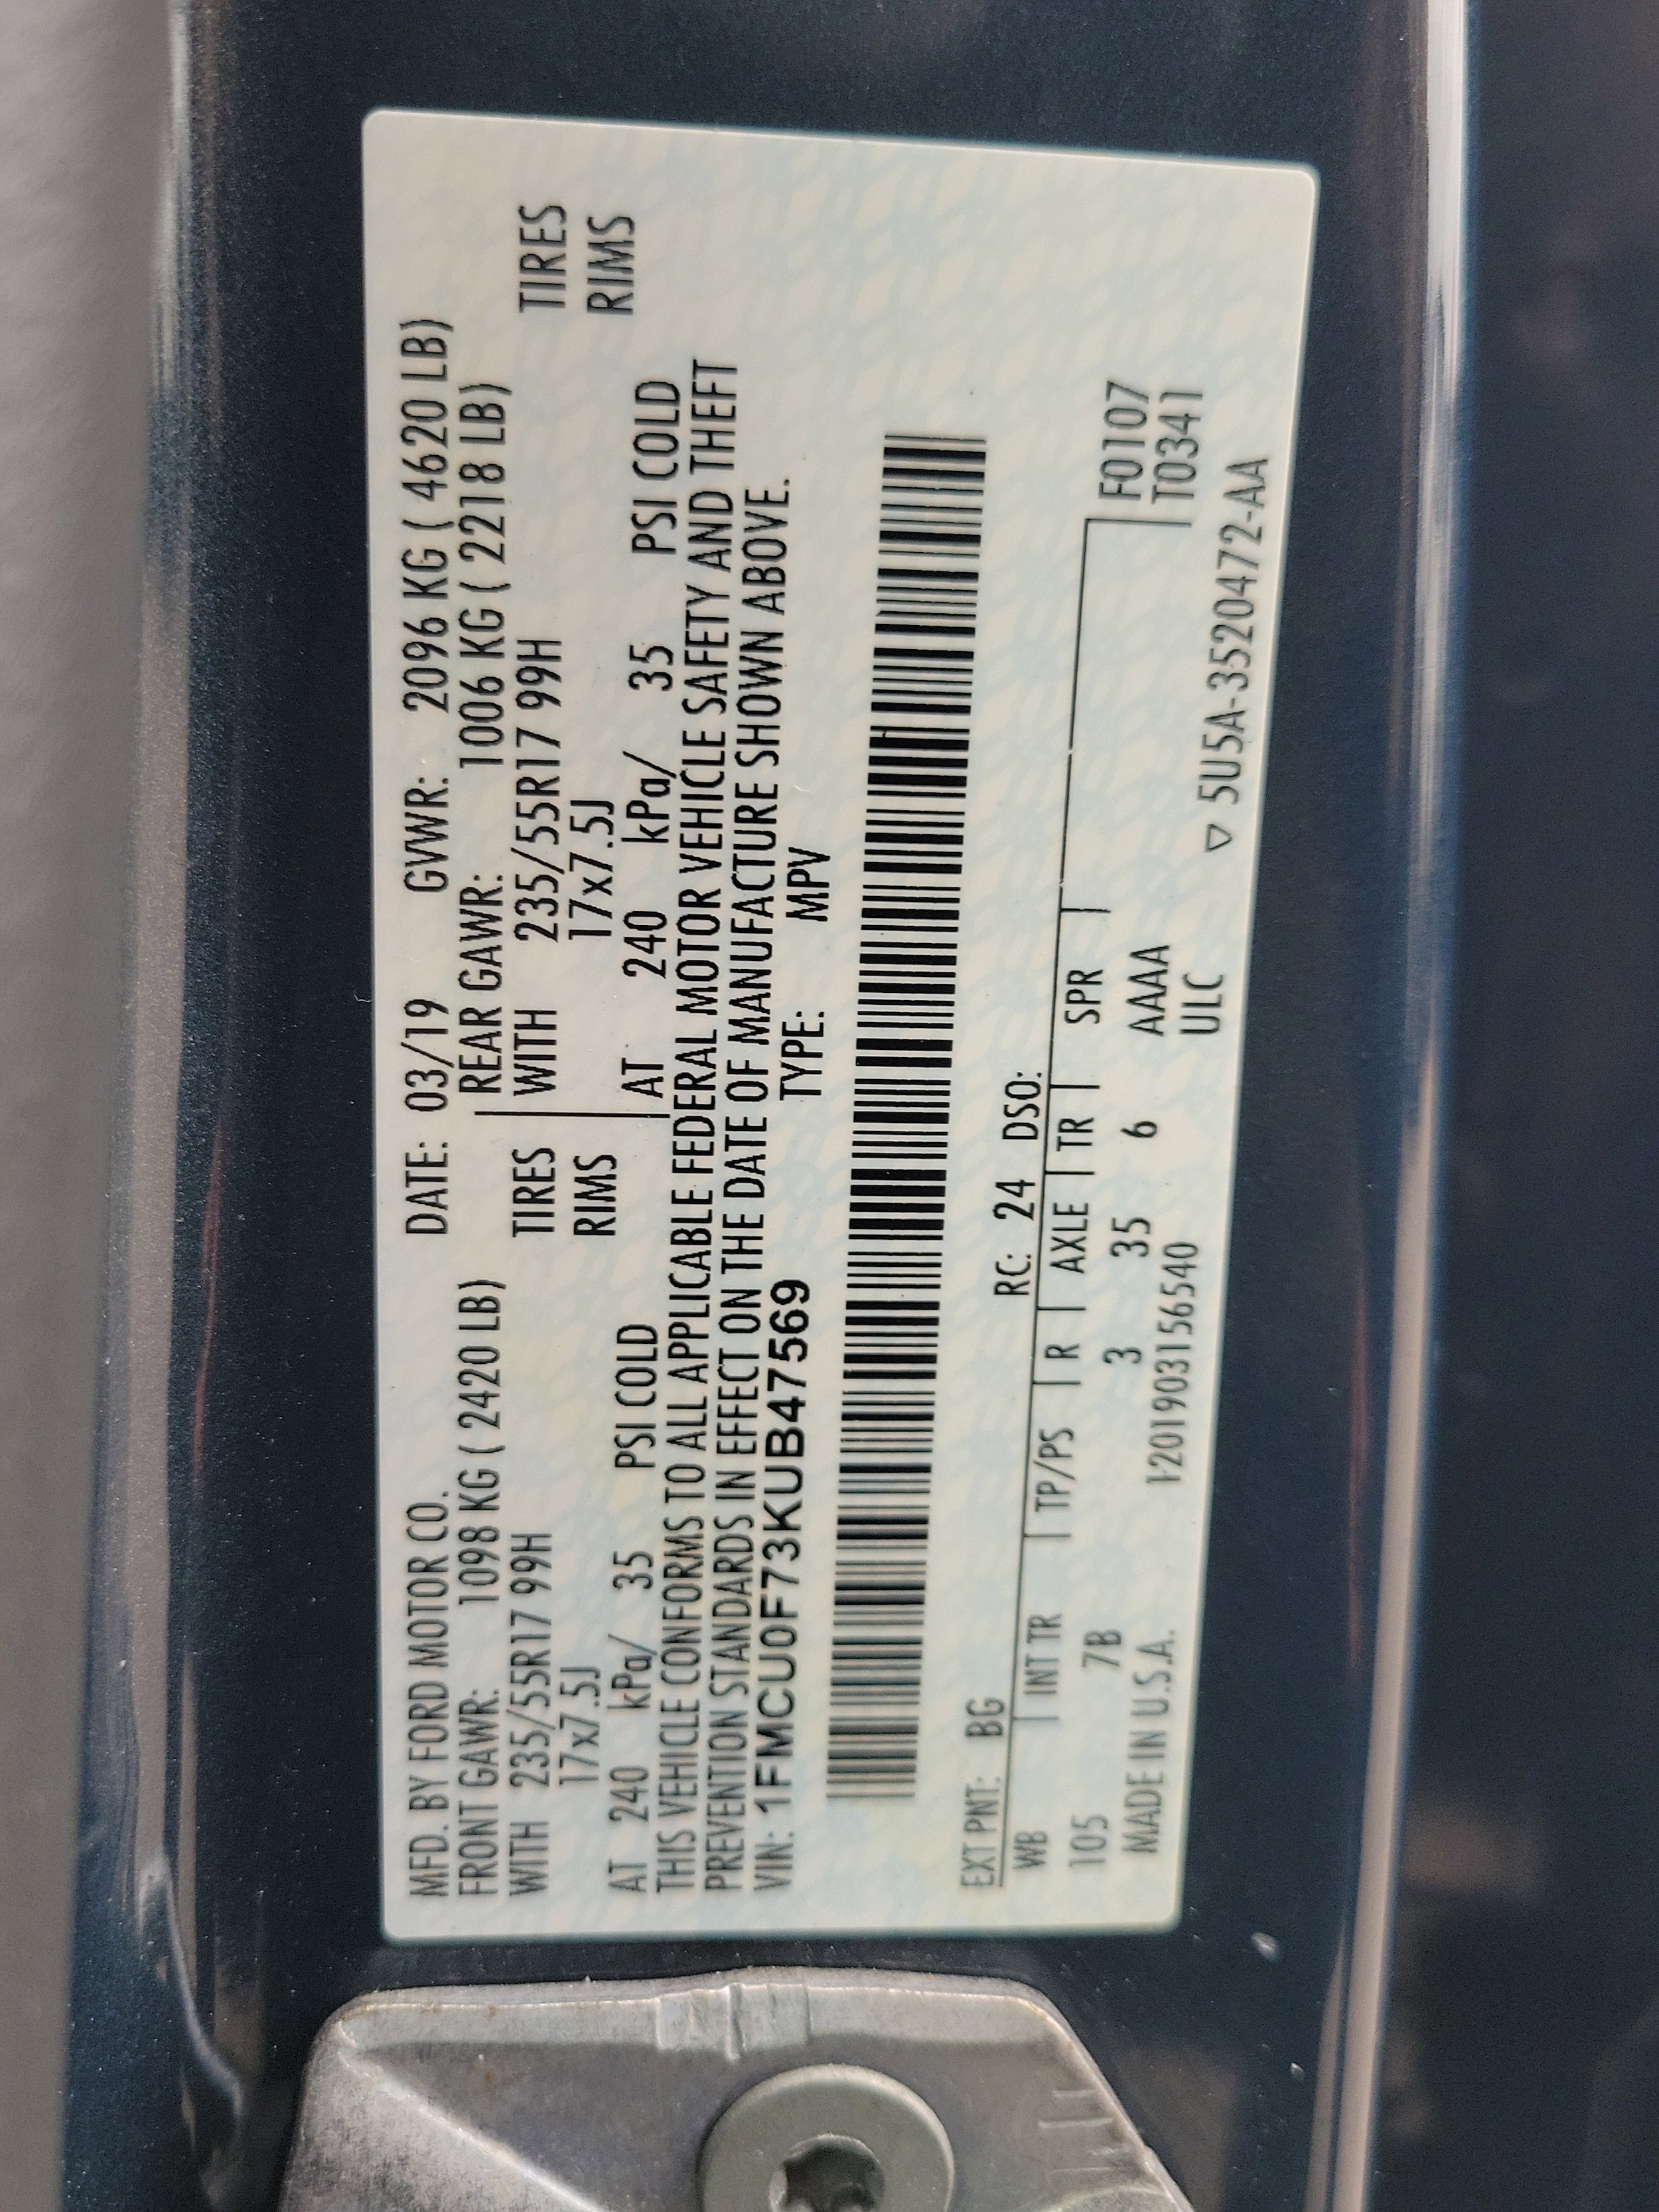 MFD. BY FORD MOTOR CO. DATE: 03/19 GVWR: 2096 KG ( 4620 LB)
FRONT GAWR: 1098 KG ( 2420 LB) REAR GAWR: 1006 KG ( 2218 LB)
WITH 235/55R17 99H TIRES WITH 235/55R17 99H TIRES
17x7.5J RIMS 17x7.5J RIMS
AT 240 kPa/ 35 PSI COLD AT 240 kPa/ 35 PSI COLD
THIS VEHICLE CONFORMS TO ALL APPLICABLE FEDERAL MOTOR VEHICLE SAFETY AND THEFT
PREVENTION STANDARDS IN EFFECT ON THE DATE OF MANUFACTURE SHOWN ABOVE.
VIN: 1FMCU0F73KUB47569 TYPE: MPV
EXT PNT: BG RC: 24 DSO:
WB INT TR TP/PS R AXLE TR SPR F0107
105 7B 3 35 6 AAAA T0341
MADE IN U.S.A. 1201903156540 ULC ▽ 5U5A-3520472-AA